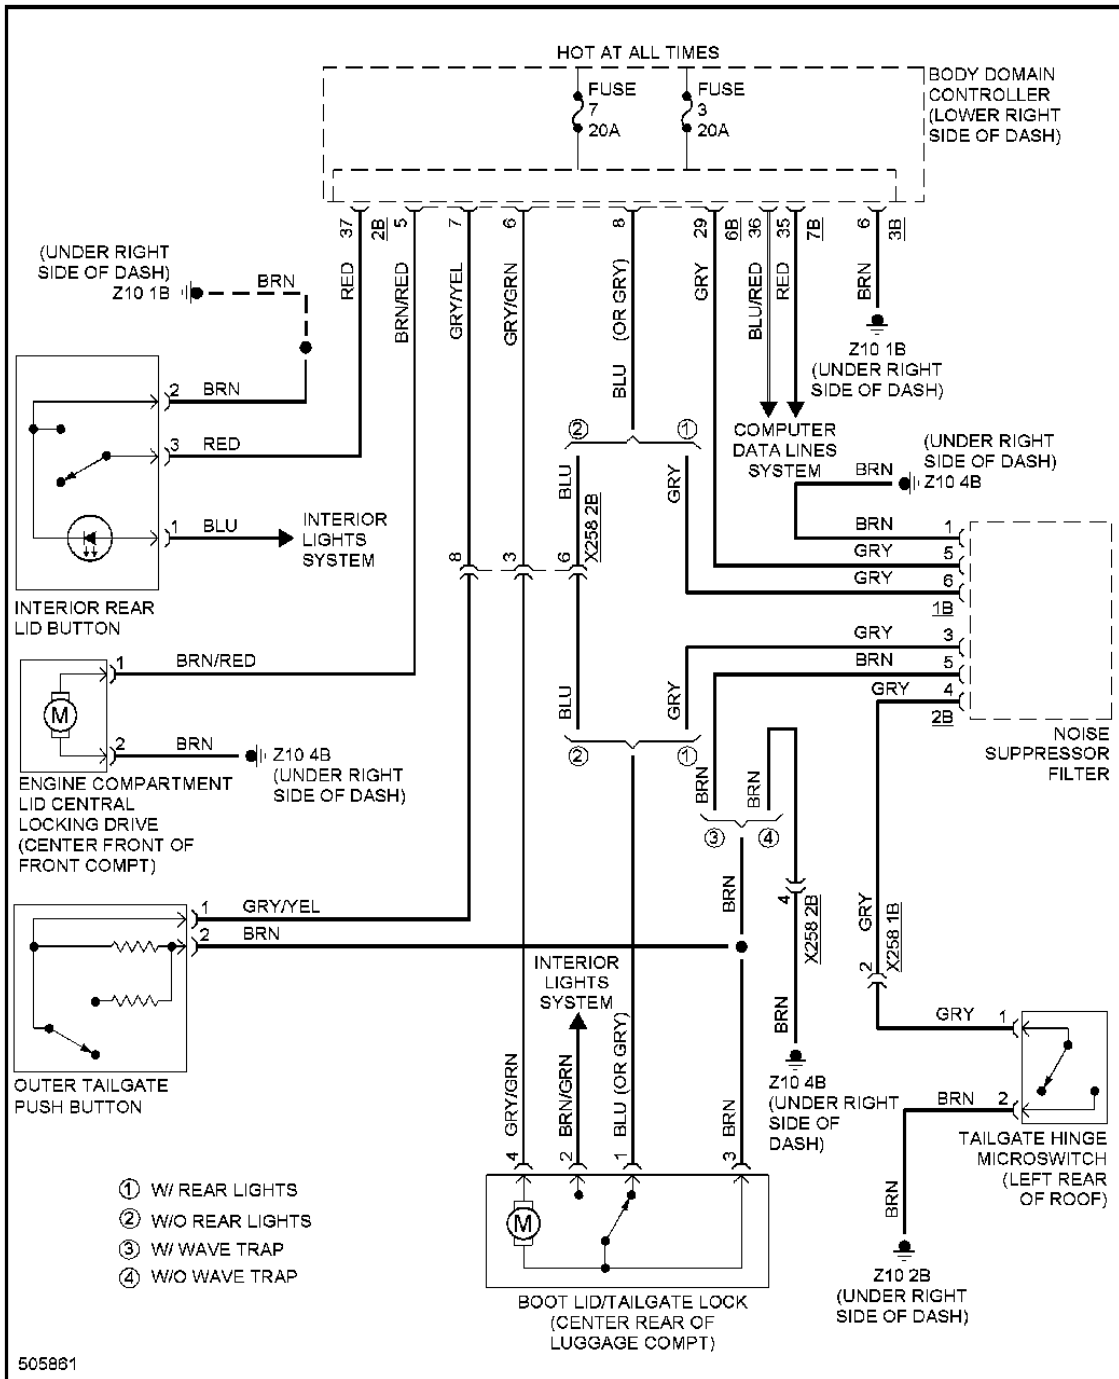 HOT AT ALL TIMES
FUSE
7
20A
FUSE
3
20A
BODY DOMAIN
CONTROLLER
(LOWER RIGHT
SIDE OF DASH)
37
2B
5
7
6
8
29
6B
36
35
7B
6
3B
RED
BRN/RED
GRY/YEL
GRY/GRN
BLU (OR GRY)
GRY
BLU/RED
RED
BRN
(UNDER RIGHT
SIDE OF DASH)
Z10 1B
BRN
Z10 1B
(UNDER RIGHT
SIDE OF DASH)
2 BRN
3 RED
1 BLU
INTERIOR
LIGHTS
SYSTEM
INTERIOR REAR
LID BUTTON
2
1
BLU
GRY
X258 2B
8
3
6
COMPUTER
DATA LINES
SYSTEM
(UNDER RIGHT
SIDE OF DASH)
BRN
Z10 4B
BRN 1
GRY 5
GRY 6
1B
GRY 3
BRN 5
GRY 4
2B
NOISE
SUPPRESSOR
FILTER
1 BRN/RED
M
2 BRN
Z10 4B
(UNDER RIGHT
SIDE OF DASH)
ENGINE COMPARTMENT
LID CENTRAL
LOCKING DRIVE
(CENTER FRONT OF
FRONT COMPT)
BLU
GRY
2
1
BRN
BRN
3
4
BRN
4
X258 2B
GRY
2
X258 1B
1 GRY/YEL
2 BRN
OUTER TAILGATE
PUSH BUTTON
INTERIOR
LIGHTS
SYSTEM
BRN
Z10 4B
(UNDER RIGHT
SIDE OF
DASH)
GRY 1
BRN 2
TAILGATE HINGE
MICROSWITCH
(LEFT REAR
OF ROOF)
BRN
Z10 2B
(UNDER RIGHT
SIDE OF DASH)
GRY/GRN
BRN/GRN
BLU (OR GRY)
BRN
4
2
1
3
M
BOOT LID/TAILGATE LOCK
(CENTER REAR OF
LUGGAGE COMPT)
1 W/ REAR LIGHTS
2 W/O REAR LIGHTS
3 W/ WAVE TRAP
4 W/O WAVE TRAP
505861